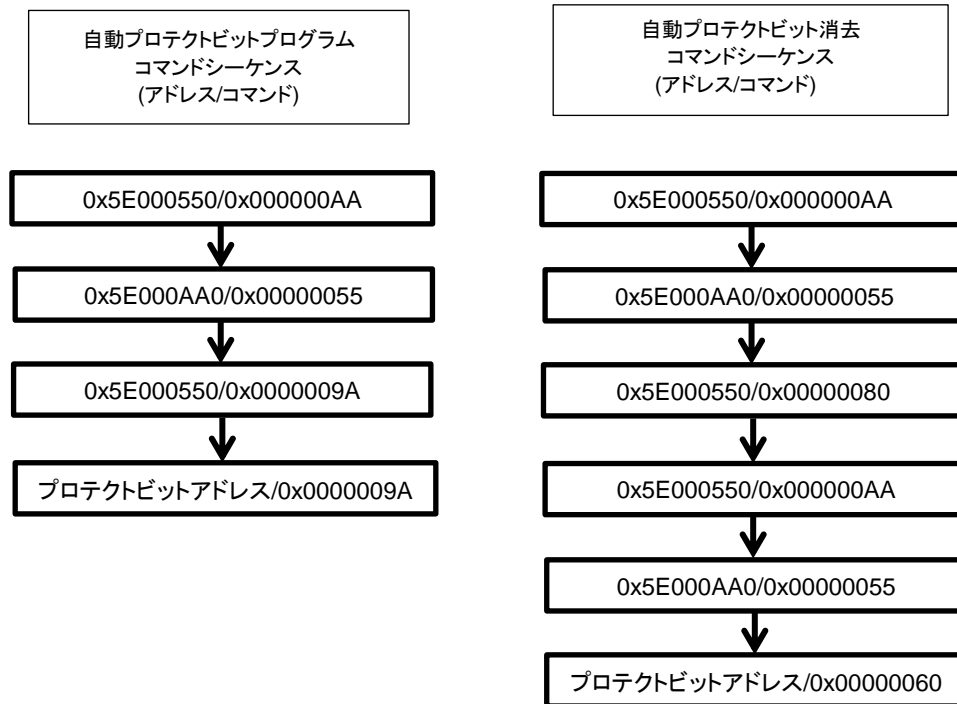 自動プロテクトビットプログラム
コマンドシーケンス
(アドレス/コマンド)
0x5E000550/0x000000AA
0x5E000AA0/0x00000055
0x5E000550/0x0000009A
プロテクトビットアドレス/0x0000009A
自動プロテクトビット消去
コマンドシーケンス
(アドレス/コマンド)
0x5E000550/0x000000AA
0x5E000AA0/0x00000055
0x5E000550/0x00000080
0x5E000550/0x000000AA
0x5E000AA0/0x00000055
プロテクトビットアドレス/0x00000060